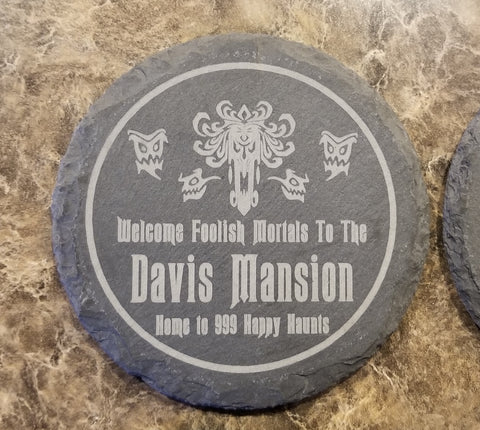 Welcome Foolish Mortals To The
Davis Mansion
Home to 999 Happy Haunts